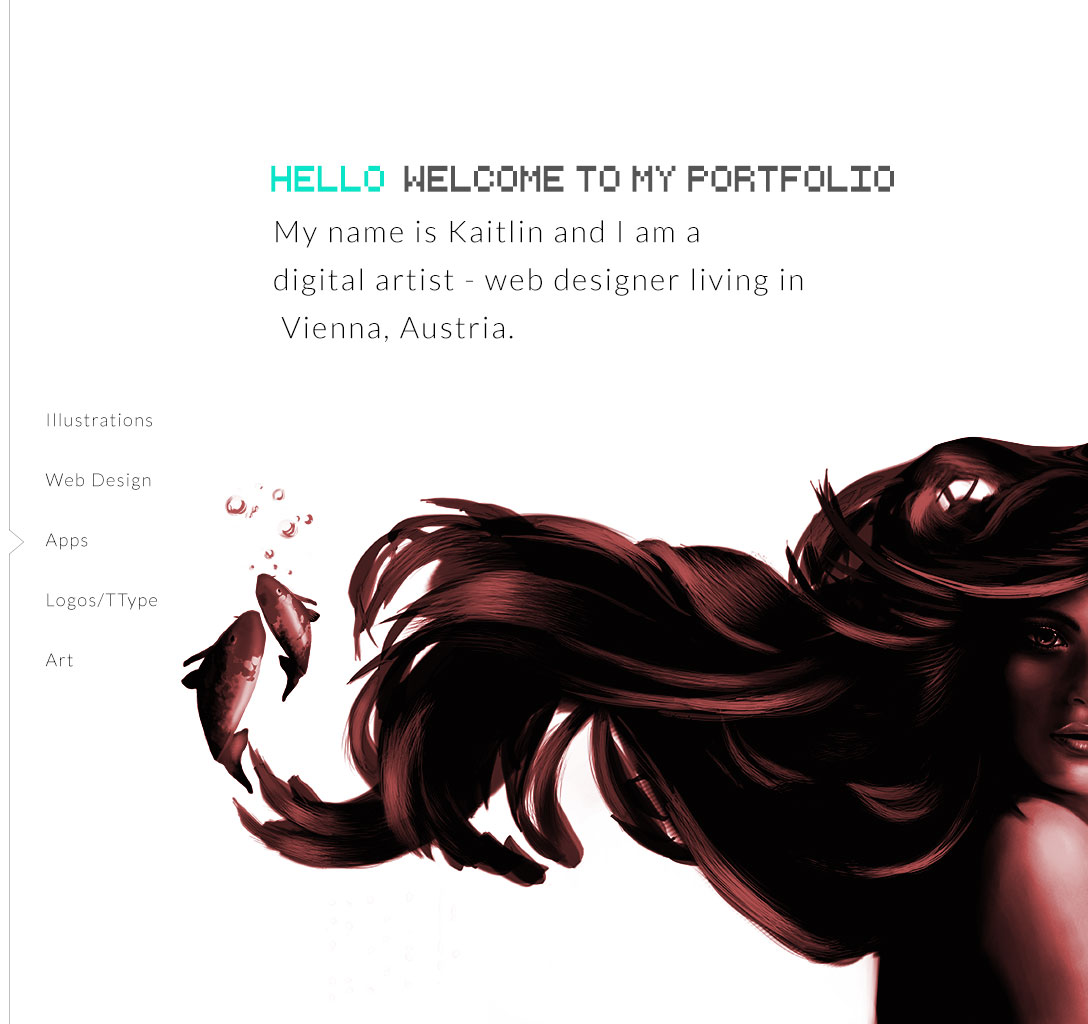 HELLO WELCOME TO MY PORTFOLIO
My name is Kaitlin and I am a
digital artist - web designer living in
Vienna, Austria.
Illustrations
Web Design
Apps
Logos/TType
Art